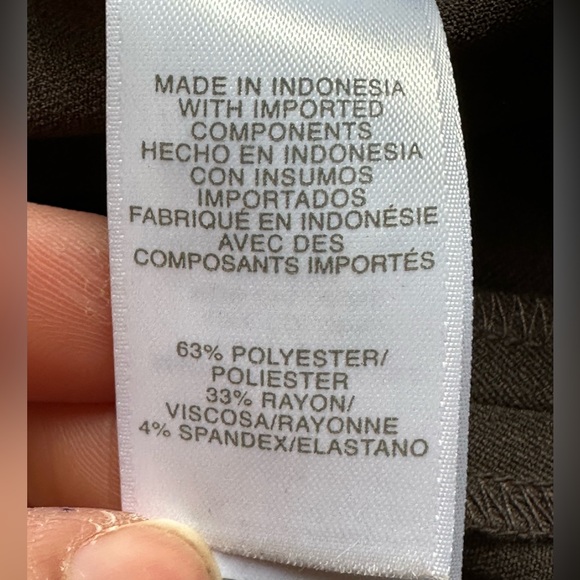 MADE IN INDONESIA
WITH IMPORTED
COMPONENTS
HECHO EN INDONESIA
CON INSUMOS
IMPORTADOS
FABRIQUÉ EN INDONÉSIE
AVEC DES
COMPOSANTS IMPORTÉS
63% POLYESTER/
POLIESTER
33% RAYON/
VISCOSA/RAYONNE
4% SPANDEX/ELASTANO